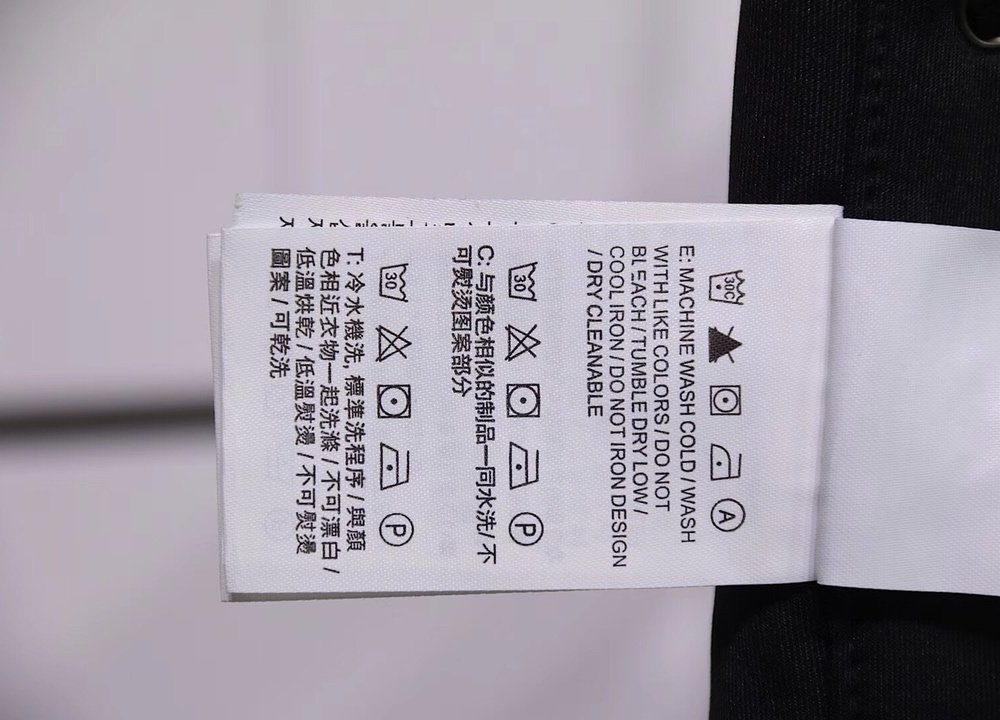 30C
A
E: MACHINE WASH COLD / WASH
WITH LIKE COLORS / DO NOT
BLEACH / TUMBLE DRY LOW /
COOL IRON / DO NOT IRON DESIGN
/ DRY CLEANABLE
30
P
C: 与颜色相似的制品一同水洗/不
可熨烫图案部分
30
P
T: 冷水機洗, 標準洗程序 / 與顏
色相近衣物一起洗滌 / 不可漂白 /
低溫烘乾 / 低溫熨燙 / 不可熨燙
圖案 / 可乾洗